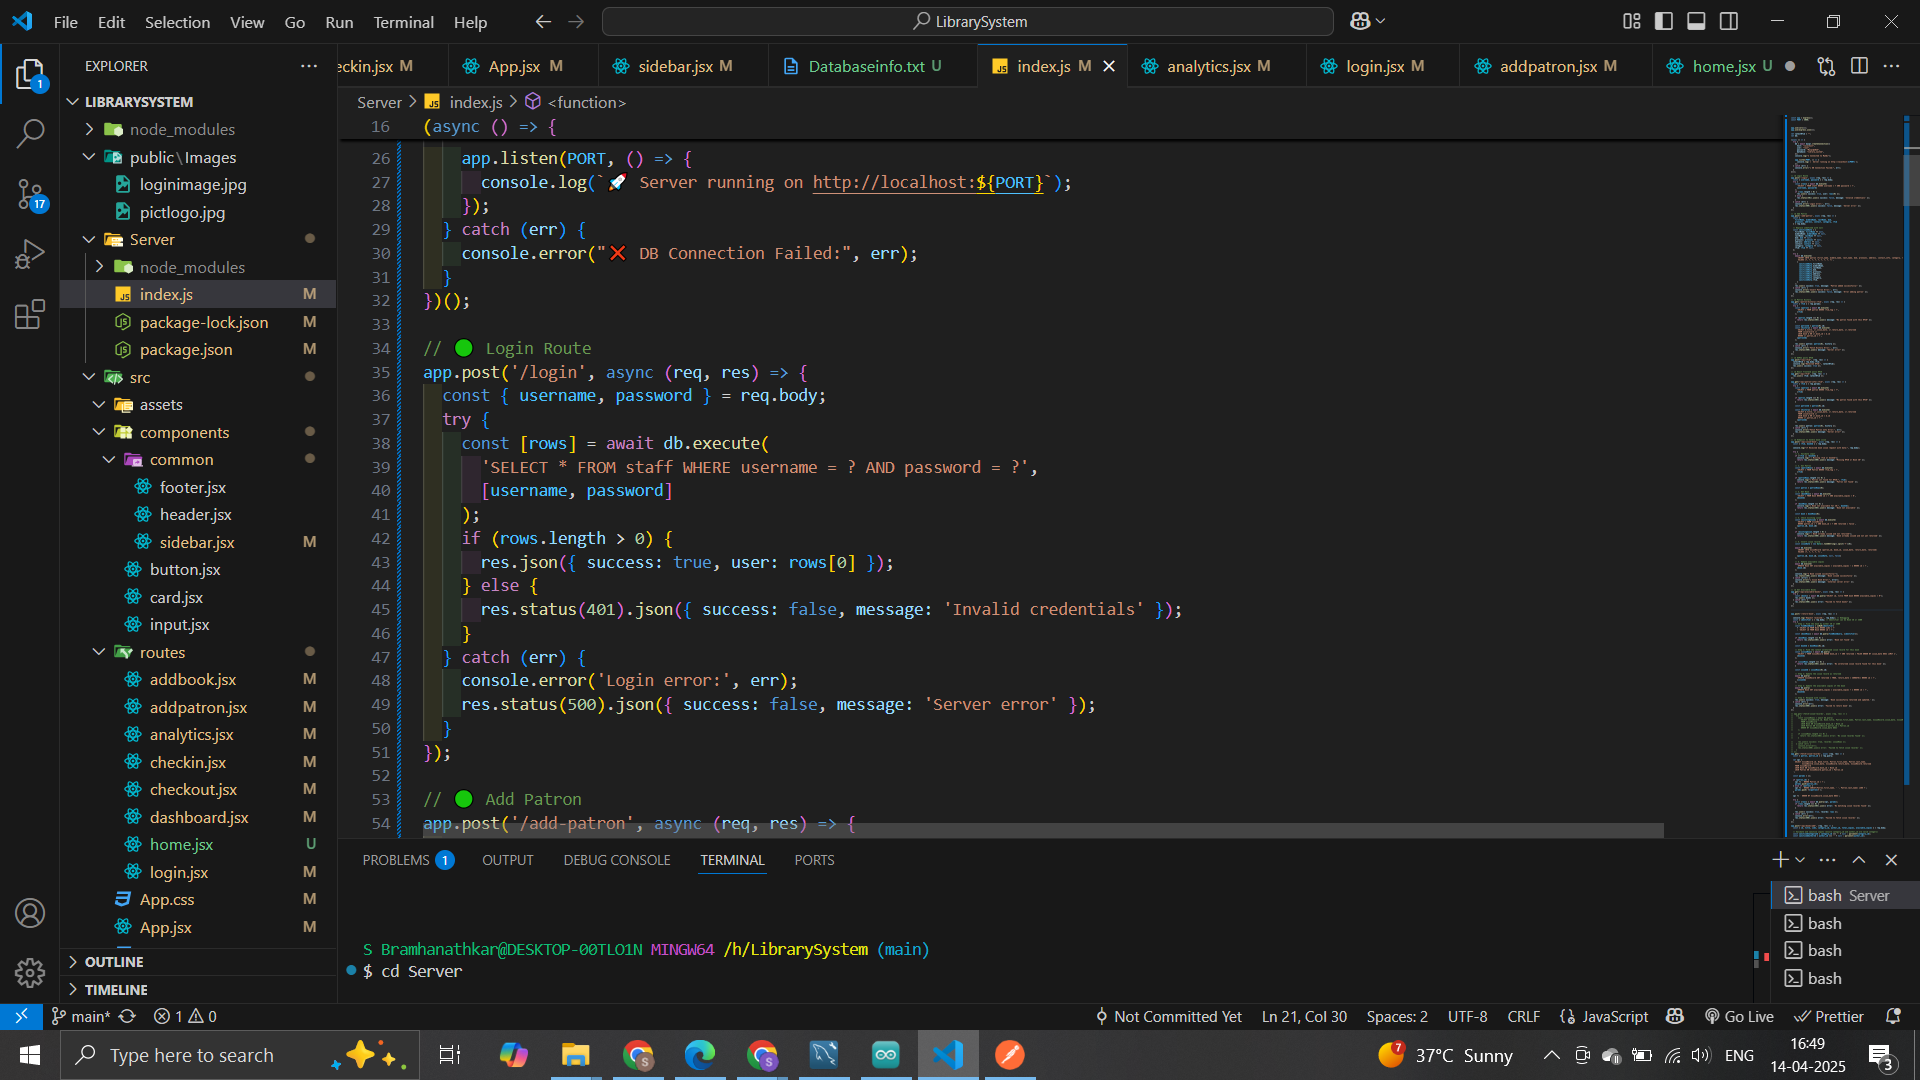 File Edit Selection View Go Run Terminal Help
LibrarySystem
EXPLORER
LIBRARYSYSTEM
node_modules
public\Images
loginimage.jpg
pictlogo.jpg
Server
node_modules
index.js M
package-lock.json M
package.json M
src
assets
components
common
footer.jsx
header.jsx
sidebar.jsx M
button.jsx
card.jsx
input.jsx
routes
addbook.jsx M
addpatron.jsx M
analytics.jsx M
checkin.jsx M
checkout.jsx M
dashboard.jsx M
home.jsx U
login.jsx M
App.css M
App.jsx M
OUTLINE
TIMELINE
1
17
eckin.jsx M App.jsx M sidebar.jsx M Databaseinfo.txt U index.js M analytics.jsx M login.jsx M addpatron.jsx M home.jsx U
Server > index.js > <function>
16 (async () => {
26 app.listen(PORT, () => {
27 console.log(`🚀 Server running on http://localhost:${PORT}`);
28 });
29 } catch (err) {
30 console.error("❌ DB Connection Failed:", err);
31 }
32 })();
33
34 // 🟢 Login Route
35 app.post('/login', async (req, res) => {
36 const { username, password } = req.body;
37 try {
38 const [rows] = await db.execute(
39 'SELECT * FROM staff WHERE username = ? AND password = ?',
40 [username, password]
41 );
42 if (rows.length > 0) {
43 res.json({ success: true, user: rows[0] });
44 } else {
45 res.status(401).json({ success: false, message: 'Invalid credentials' });
46 }
47 } catch (err) {
48 console.error('Login error:', err);
49 res.status(500).json({ success: false, message: 'Server error' });
50 }
51 });
52
53 // 🟢 Add Patron
54 app.post('/add-patron', async (req, res) => {
PROBLEMS 1 OUTPUT DEBUG CONSOLE TERMINAL PORTS
S Bramhanathkar@DESKTOP-00TLO1N MINGW64 /h/LibrarySystem (main)
$ cd Server
bash Server
bash
bash
bash
main* 1 0 Not Committed Yet Ln 21, Col 30 Spaces: 2 UTF-8 CRLF JavaScript Go Live Prettier
Type here to search
7 37°C Sunny ENG
16:49
14-04-2025
3